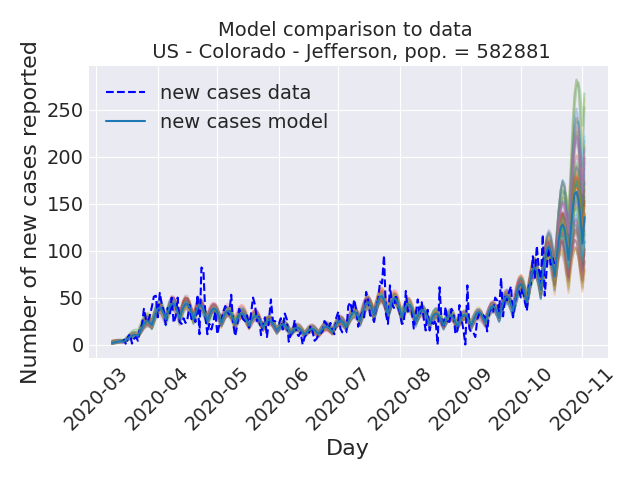 Model comparison to data
US - Colorado - Jefferson, pop. = 582881
Number of new cases reported
250
200
150
100
50
0
new cases data
new cases model
2020-03
2020-04
2020-05
2020-06
2020-07
2020-08
2020-09
2020-10
2020-11
Day